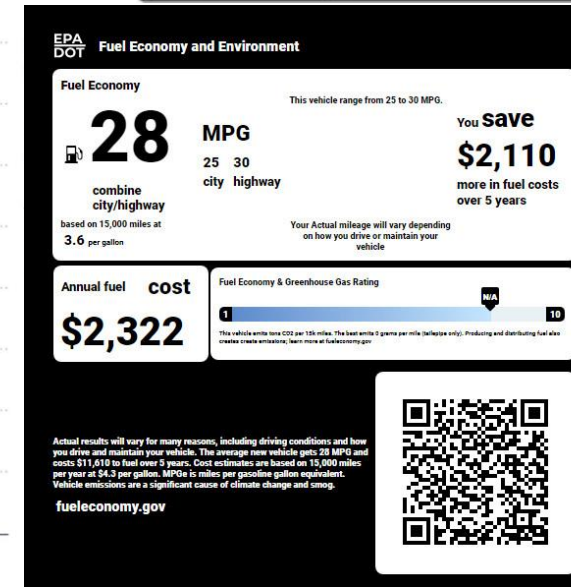 EPA
DOT
Fuel Economy and Environment
Fuel Economy
28
MPG
25 30
city highway
combine
city/highway
based on 15,000 miles at
3.6 per gallon
This vehicle range from 25 to 30 MPG.
You save
$2,110
more in fuel costs
over 5 years
Your Actual mileage will vary depending
on how you drive or maintain your
vehicle
Annual fuel cost
$2,322
Fuel Economy & Greenhouse Gas Rating
N/A
1
10
This vehicle emits tons CO2 per 15k miles. The best emits 0 grams per mile (tailpipe only). Producing and distributing fuel also
creates create emissions; learn more at fueleconomy.gov
Actual results will vary for many reasons, including driving conditions and how
you drive and maintain your vehicle. The average new vehicle gets 28 MPG and
costs $11,610 to fuel over 5 years. Cost estimates are based on 15,000 miles
per year at $4.3 per gallon. MPGe is miles per gasoline gallon equivalent.
Vehicle emissions are a significant cause of climate change and smog.
fueleconomy.gov